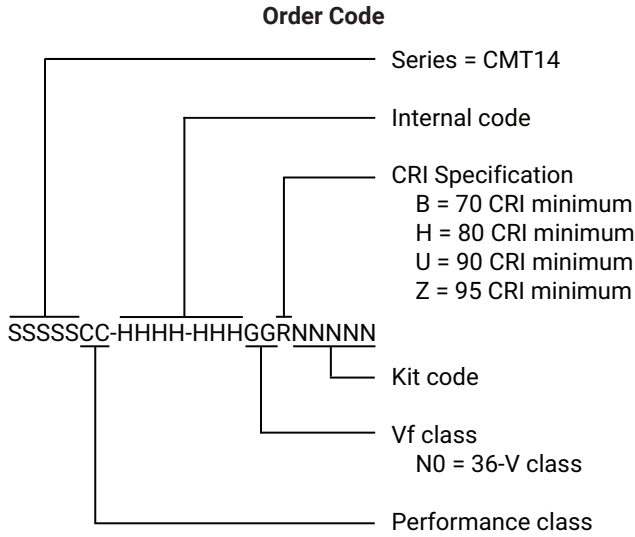 Order Code
Series = CMT14
Internal code
CRI Specification
B = 70 CRI minimum
H = 80 CRI minimum
U = 90 CRI minimum
Z = 95 CRI minimum
SSSSSCC-HHHH-HHHGGRNNNNN
Kit code
Vf class
N0 = 36-V class
Performance class